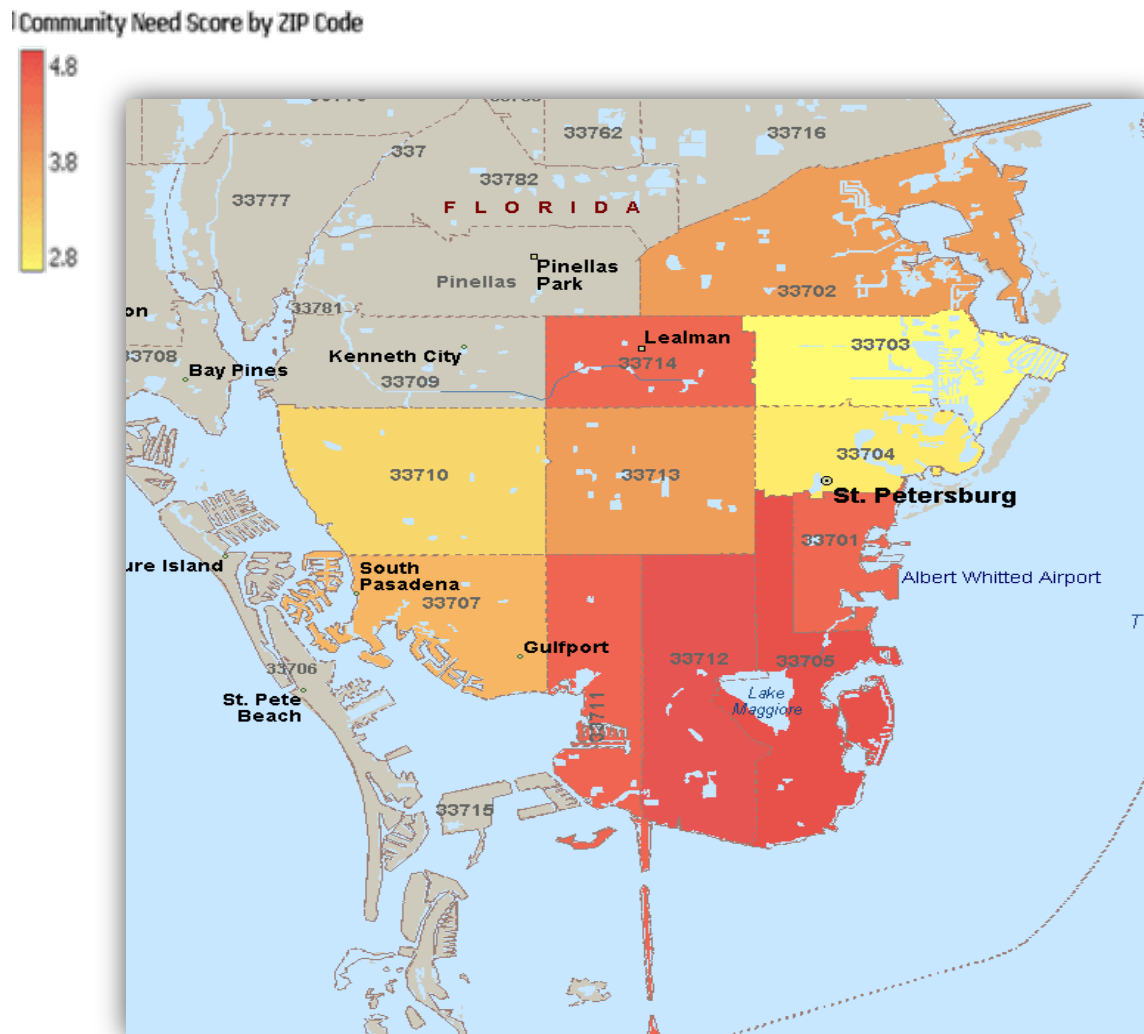 Community Need Score by ZIP Code
4.8
3.8
2.8
33762
33716
337
33782
33777
FLORIDA
Pinellas
Park
Pinellas
33702
33781
on
Lealman
33703
33708
Kenneth City
33714
Bay Pines
33709
33710
33713
33704
St. Petersburg
33701
ure Island
South
Pasadena
Albert Whitted Airport
33707
T
Gulfport
33712
33705
33706
St. Pete
Beach
Lake
Maggiore
33711
33715